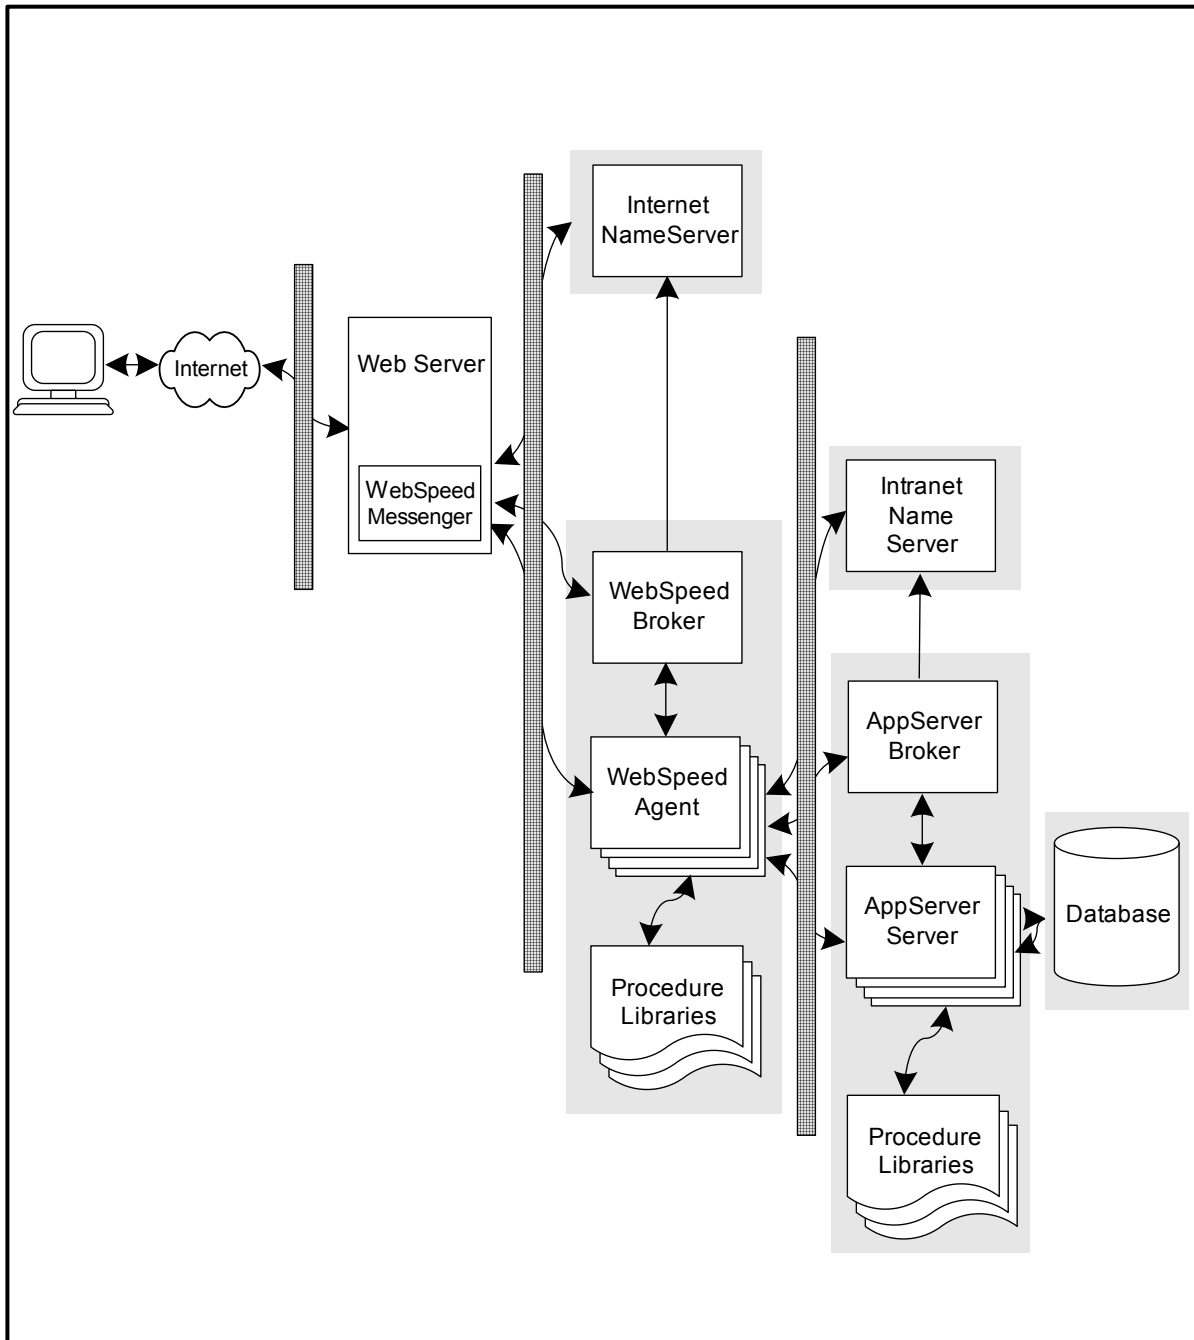 Internet
NameServer
Internet
Web Server
WebSpeed
Messenger
Intranet
Name
Server
WebSpeed
Broker
AppServer
Broker
WebSpeed
Agent
AppServer
Server
Database
Procedure
Libraries
Procedure
Libraries